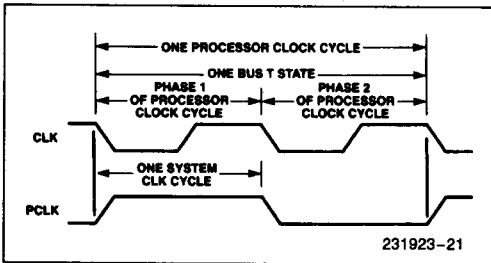 ONE PROCESSOR CLOCK CYCLE
ONE BUS T STATE
PHASE 1
OF PROCESSOR
CLOCK CYCLE
PHASE 2
OF PROCESSOR
CLOCK CYCLE
CLK
ONE SYSTEM
CLK CYCLE
PCLK
231923-21